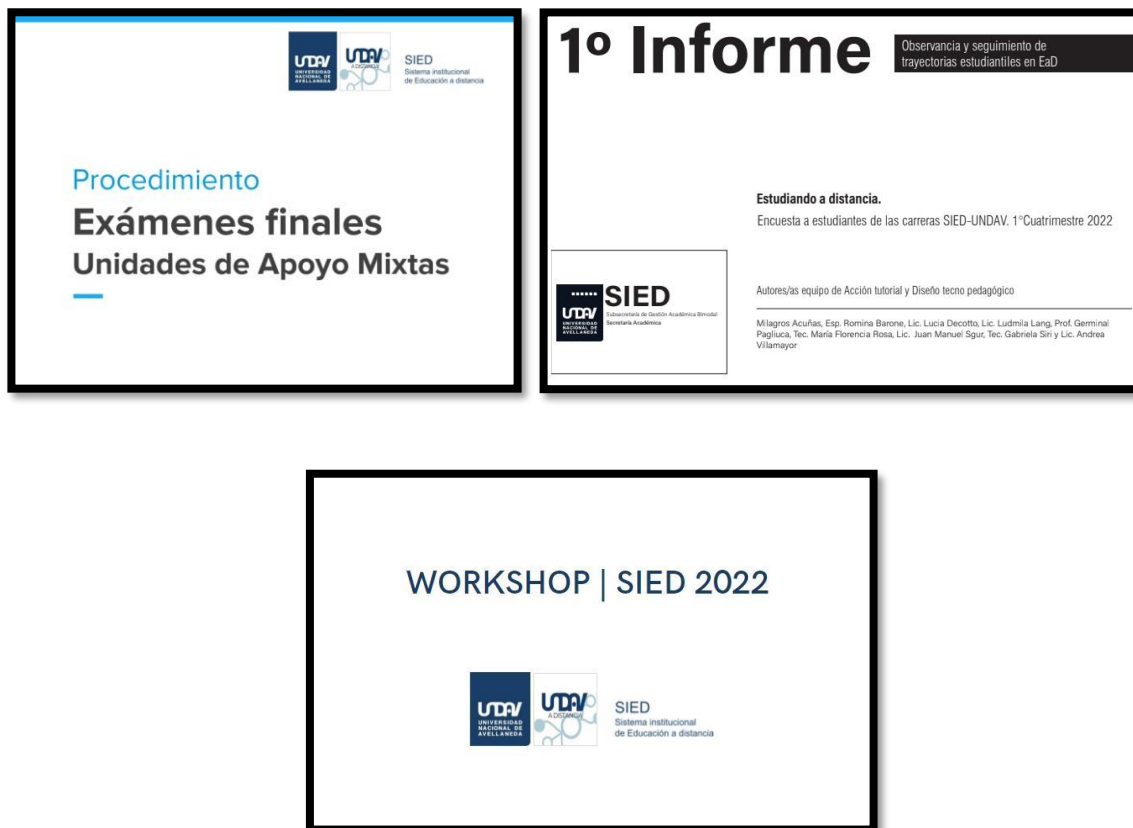 UNDAV
UNIVERSIDAD
NACIONAL DE
AVELLANEDA
UNDAV
A DISTANCIA
SIED
Sistema institucional
de Educación a distancia
Procedimiento
Exámenes finales
Unidades de Apoyo Mixtas
1º Informe
Observancia y seguimiento de
trayectorias estudiantiles en EaD
Estudiando a distancia.
Encuesta a estudiantes de las carreras SIED-UNDAV. 1°Cuatrimestre 2022
UNDAV
UNIVERSIDAD
NACIONAL DE
AVELLANEDA
SIED
Subsecretaría de Gestión Académica Bimodal
Secretaría Académica
Autores/as equipo de Acción tutorial y Diseño tecno pedagógico
Milagros Acuñas, Esp. Romina Barone, Lic. Lucia Decotto, Lic. Ludmila Lang, Prof. Germinal
Pagliuca, Tec. María Florencia Rosa, Lic. Juan Manuel Sgur, Tec. Gabriela Siri y Lic. Andrea
Villamayor
WORKSHOP | SIED 2022
UNDAV
UNIVERSIDAD
NACIONAL DE
AVELLANEDA
UNDAV
A DISTANCIA
SIED
Sistema institucional
de Educación a distancia